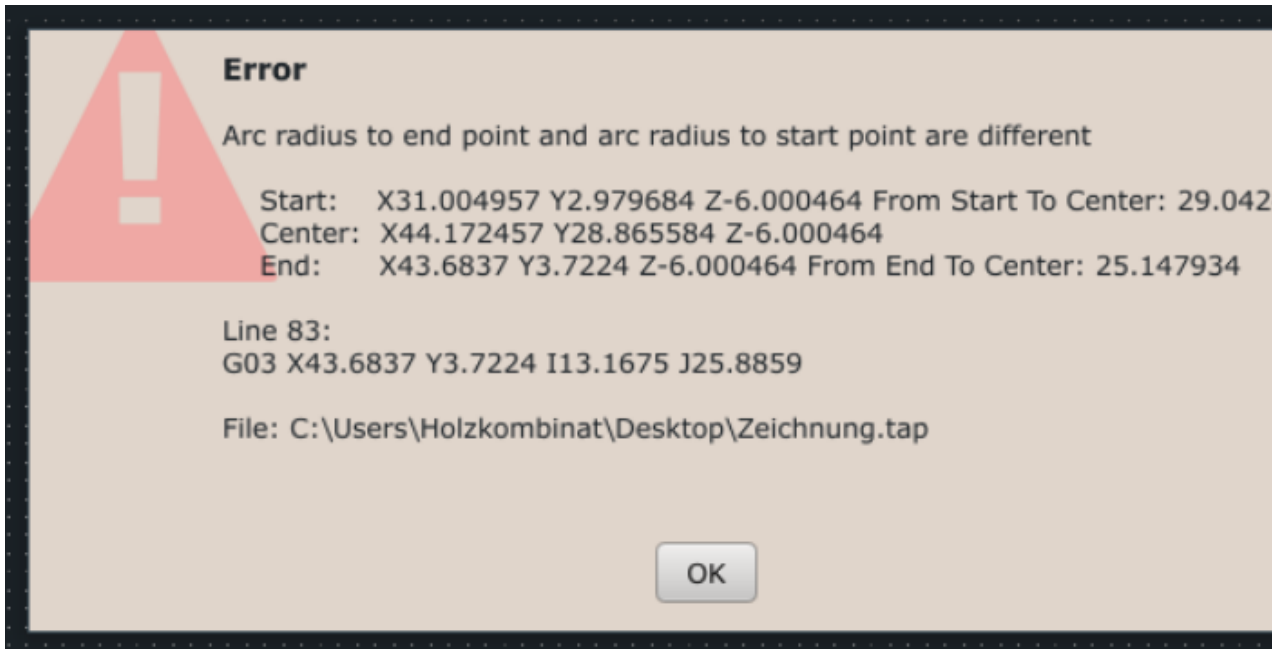 Error
Arc radius to end point and arc radius to start point are different
Start: X31.004957 Y2.979684 Z-6.000464 From Start To Center: 29.042
Center: X44.172457 Y28.865584 Z-6.000464
End: X43.6837 Y3.7224 Z-6.000464 From End To Center: 25.147934
Line 83:
G03 X43.6837 Y3.7224 I13.1675 J25.8859
File: C:\Users\Holzkombinat\Desktop\Zeichnung.tap
OK